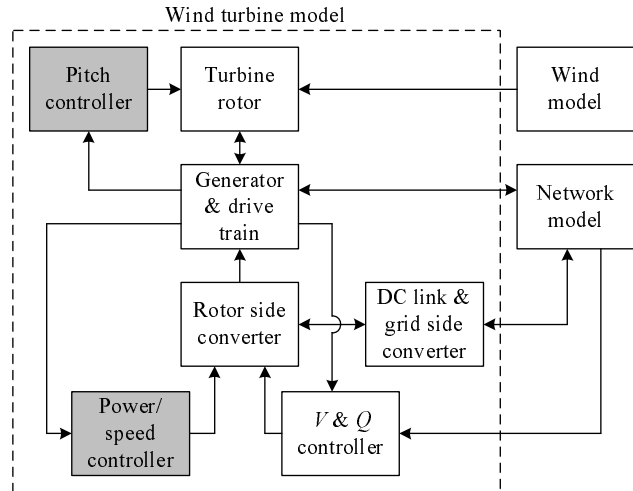 Wind turbine model
Pitch
controller
Turbine
rotor
Wind
model
Generator
& drive
train
Network
model
Rotor side
converter
DC link &
grid side
converter
Power/
speed
controller
V & Q
controller